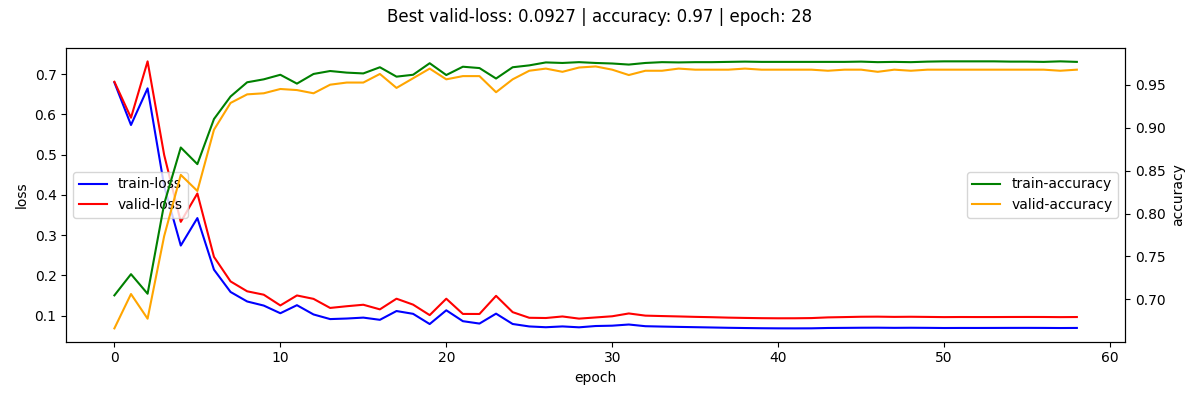 Best valid-loss: 0.0927 | accuracy: 0.97 | epoch: 28
0.7
0.6
0.5
0.4
0.3
0.2
0.1
loss
train-loss
valid-loss
train-accuracy
valid-accuracy
0.95
0.90
0.85
0.80
0.75
0.70
accuracy
0 10 20 30 40 50 60
epoch